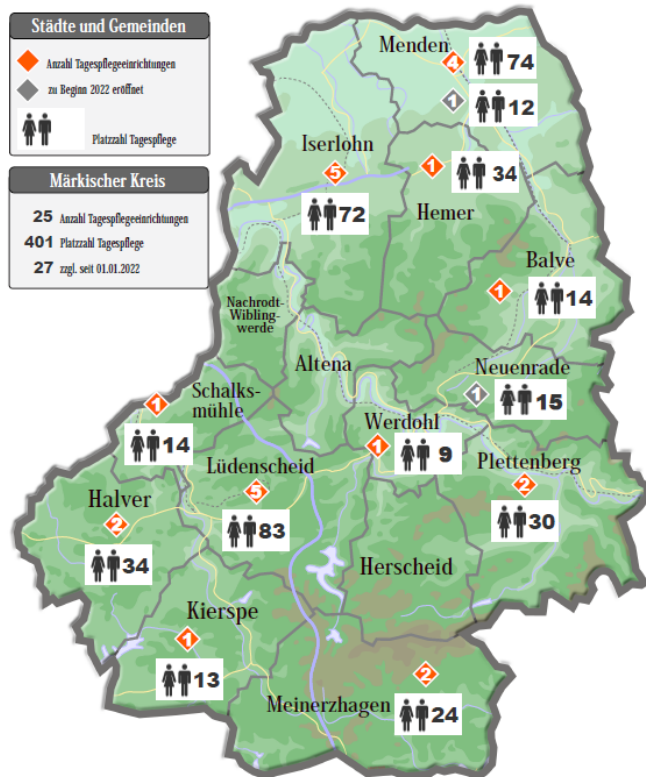 Städte und Gemeinden
Anzahl Tagespflegeeinrichtungen
zu Beginn 2022 eröffnet
Platzzahl Tagespflege
Märkischer Kreis
25 Anzahl Tagespflegeeinrichtungen
401 Platzzahl Tagespflege
27 zzgl. seit 01.01.2022
Menden
4
74
1
12
Iserlohn
5
72
1
34
Hemer
Balve
1
14
Nachrodt-
Wibling-
werde
Altena
Neuenrade
1
15
Schalks-
mühle
1
14
Werdohl
1
9
Lüdenscheid
5
83
Plettenberg
2
30
Halver
2
34
Herscheid
Kierspe
1
13
Meinerzhagen
2
24